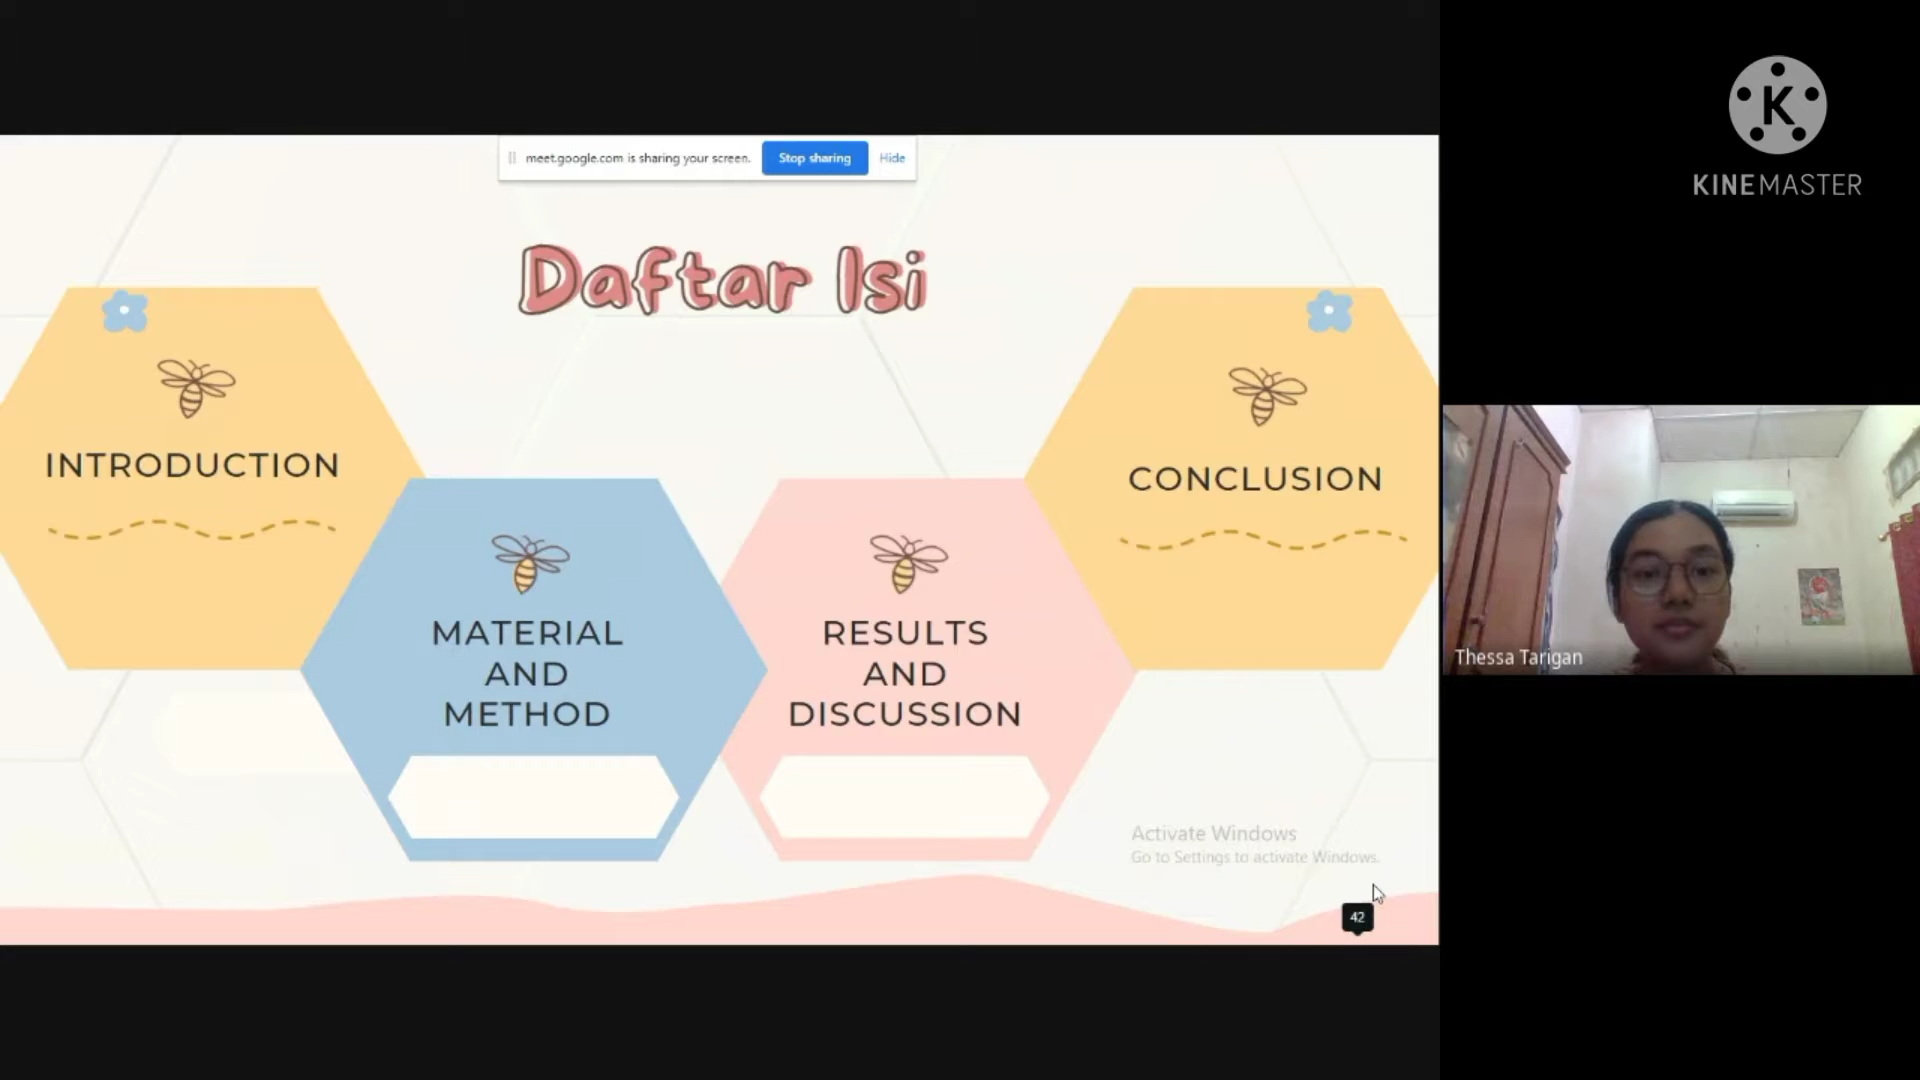 meet.google.com is sharing your screen. Stop sharing Hide
Daftar Isi
INTRODUCTION
MATERIAL
AND
METHOD
RESULTS
AND
DISCUSSION
CONCLUSION
Activate Windows
Go to Settings to activate Windows.
42
K
KINEMASTER
Thessa Tarigan